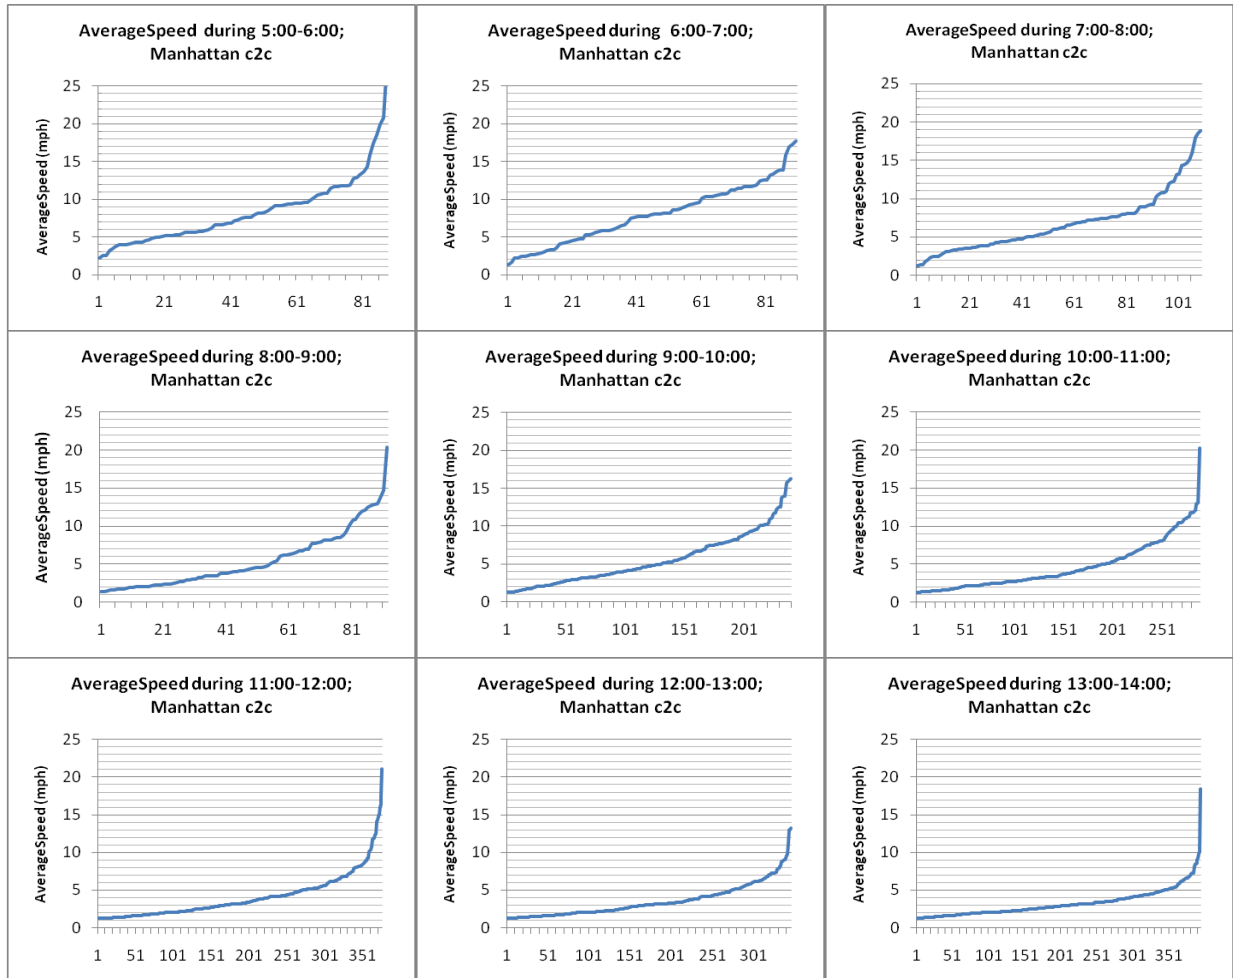 AverageSpeed during 5:00-6:00;
Manhattan c2c
AverageSpeed (mph)
25
20
15
10
5
0
1 21 41 61 81
AverageSpeed during 6:00-7:00;
Manhattan c2c
AverageSpeed (mph)
25
20
15
10
5
0
1 21 41 61 81
AverageSpeed during 7:00-8:00;
Manhattan c2c
AverageSpeed (mph)
25
20
15
10
5
0
1 21 41 61 81 101
AverageSpeed during 8:00-9:00;
Manhattan c2c
AverageSpeed (mph)
25
20
15
10
5
0
1 21 41 61 81
AverageSpeed during 9:00-10:00;
Manhattan c2c
AverageSpeed (mph)
25
20
15
10
5
0
1 51 101 151 201
AverageSpeed during 10:00-11:00;
Manhattan c2c
AverageSpeed (mph)
25
20
15
10
5
0
1 51 101 151 201 251
AverageSpeed during 11:00-12:00;
Manhattan c2c
AverageSpeed (mph)
25
20
15
10
5
0
1 51 101 151 201 251 301 351
AverageSpeed during 12:00-13:00;
Manhattan c2c
AverageSpeed (mph)
25
20
15
10
5
0
1 51 101 151 201 251 301
AverageSpeed during 13:00-14:00;
Manhattan c2c
AverageSpeed (mph)
25
20
15
10
5
0
1 51 101 151 201 251 301 351